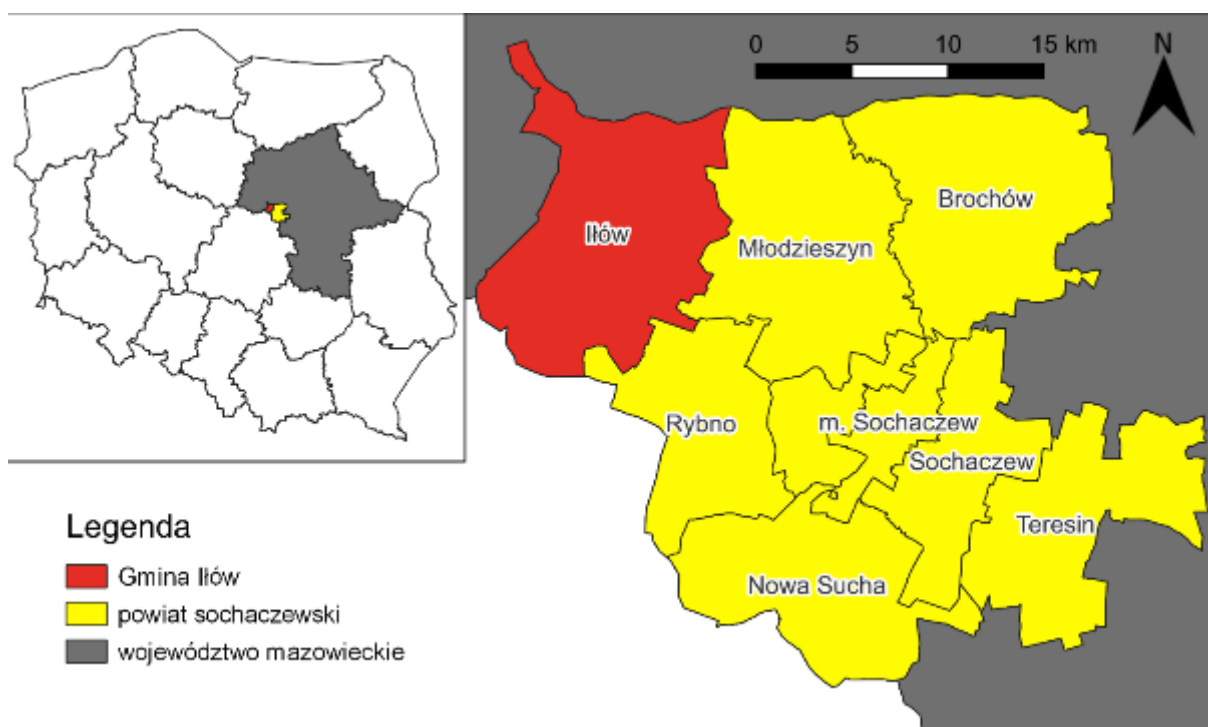 0 5 10 15 km
N
Brochów
Iłów
Młodzieszyn
Rybno
m. Sochaczew
Sochaczew
Teresin
Nowa Sucha
Legenda
Gmina Iłów
powiat sochaczewski
województwo mazowieckie